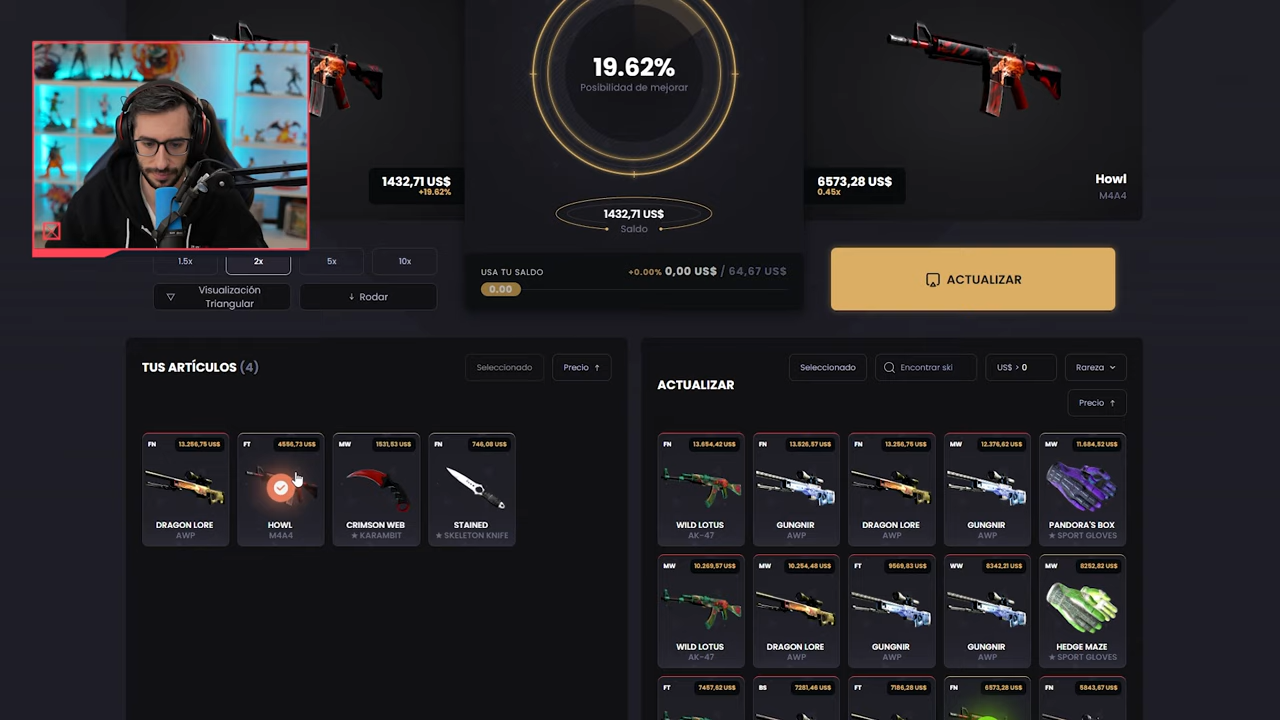 19.62%
Posibilidad de mejorar
1432,71 US$
+19.62%
6573,28 US$
0.45x
Howl
M4A4
1432,71 US$
Saldo
1.5x
2x
5x
10x
USA TU SALDO
+0.00% 0,00 US$ / 64,67 US$
0.00
Visualización
Triangular
Rodar
ACTUALIZAR
TUS ARTÍCULOS (4)
Seleccionado
Precio
FN 13.256,75 US$
DRAGON LORE
AWP
FT 4556,73 US$
HOWL
M4A4
MW 1531,53 US$
CRIMSON WEB
★ KARAMBIT
FN 746,08 US$
STAINED
★ SKELETON KNIFE
ACTUALIZAR
Seleccionado
Encontrar ski
US$ > 0
Rareza
Precio
FN 13.654,42 US$
WILD LOTUS
AK-47
FN 13.526,57 US$
GUNGNIR
AWP
FN 13.256,75 US$
DRAGON LORE
AWP
MW 12.376,62 US$
GUNGNIR
AWP
MW 11.684,52 US$
PANDORA'S BOX
★ SPORT GLOVES
MW 10.269,57 US$
WILD LOTUS
AK-47
MW 10.254,48 US$
DRAGON LORE
AWP
FT 9569,83 US$
GUNGNIR
AWP
WW 8342,21 US$
GUNGNIR
AWP
MW 8252,82 US$
HEDGE MAZE
★ SPORT GLOVES
FT 7457,62 US$
BS 7251,46 US$
FT 7186,28 US$
FN 6573,28 US$
FN 5843,67 US$